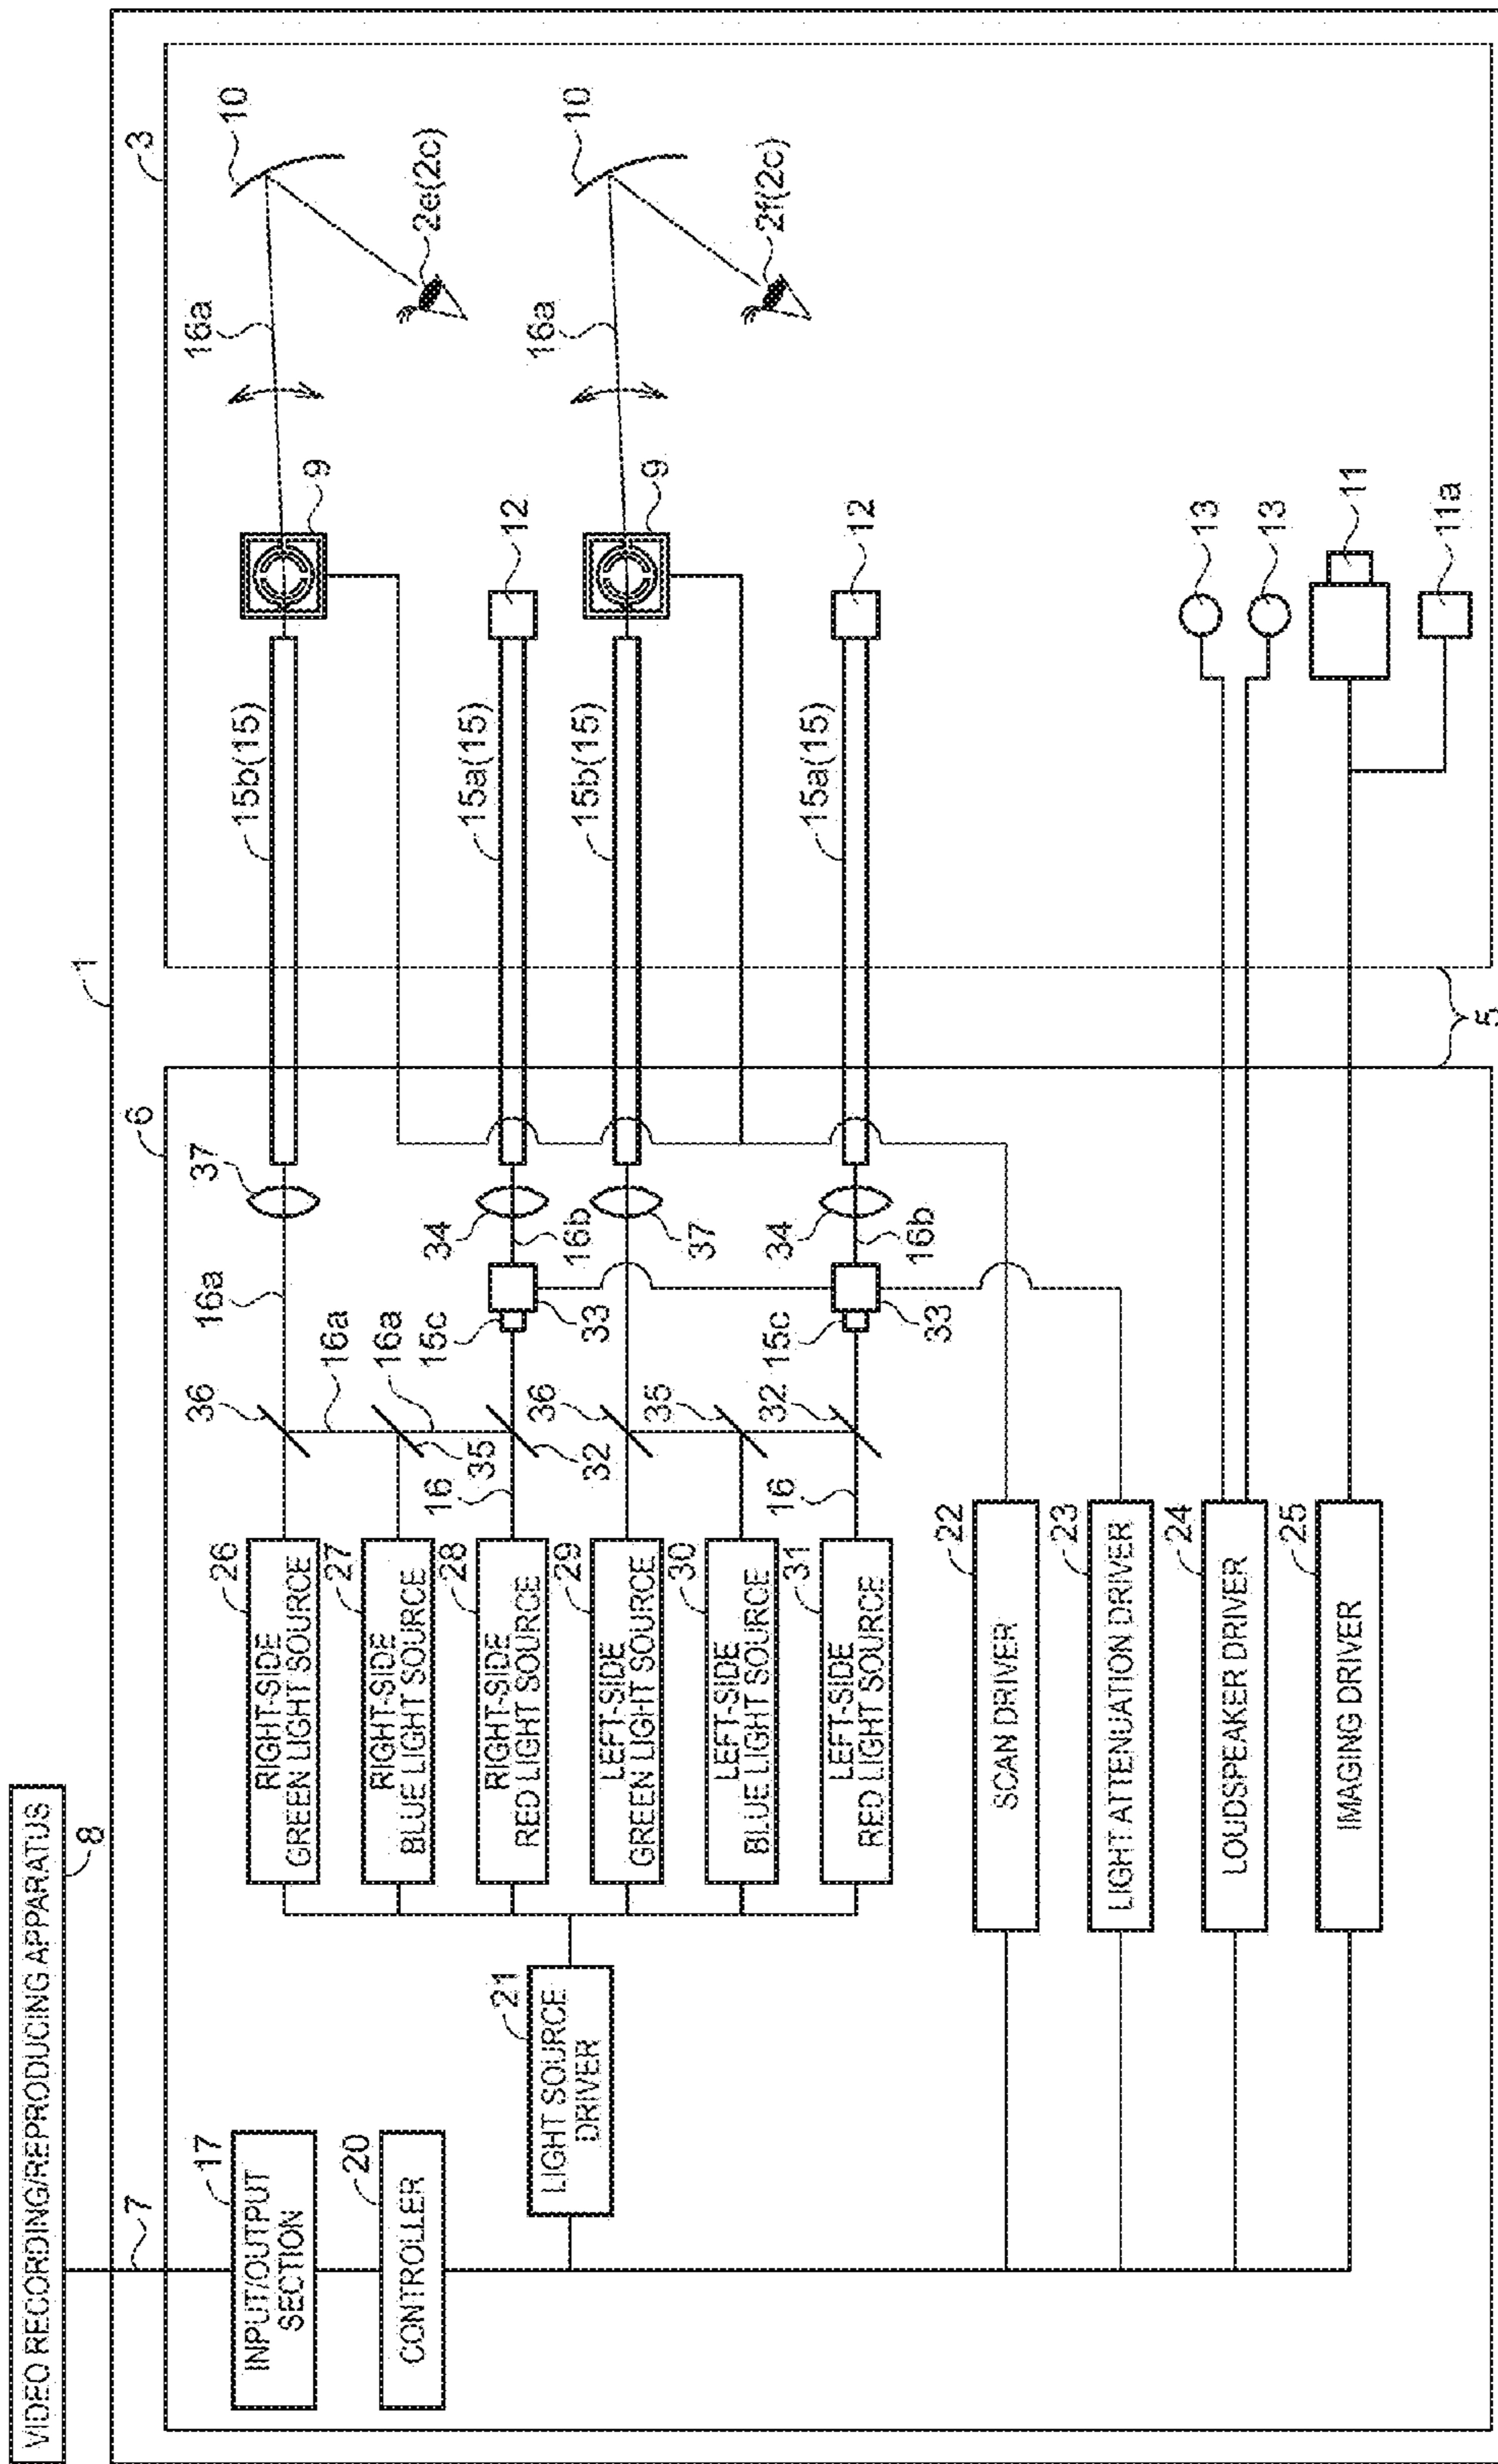 VIDEO RECORDING/REPRODUCING APPARATUS
8
7
1
6
3
17
INPUT/OUTPUT
SECTION
20
CONTROLLER
21
LIGHT SOURCE
DRIVER
26
RIGHT-SIDE
GREEN LIGHT SOURCE
27
RIGHT-SIDE
BLUE LIGHT SOURCE
28
RIGHT-SIDE
RED LIGHT SOURCE
29
LEFT-SIDE
GREEN LIGHT SOURCE
30
LEFT-SIDE
BLUE LIGHT SOURCE
31
LEFT-SIDE
RED LIGHT SOURCE
22
SCAN DRIVER
23
LIGHT ATTENUATION DRIVER
24
LOUDSPEAKER DRIVER
25
IMAGING DRIVER
36
16a
16a
35
16a
16
32
15c
33
36
35
32
16
15c
33
16a
37
34
16b
37
34
16b
15b(15)
15a(15)
15b(15)
15a(15)
9
12
9
12
16a
10
2e(2c)
16a
10
2f(2c)
13
13
11
11a
5